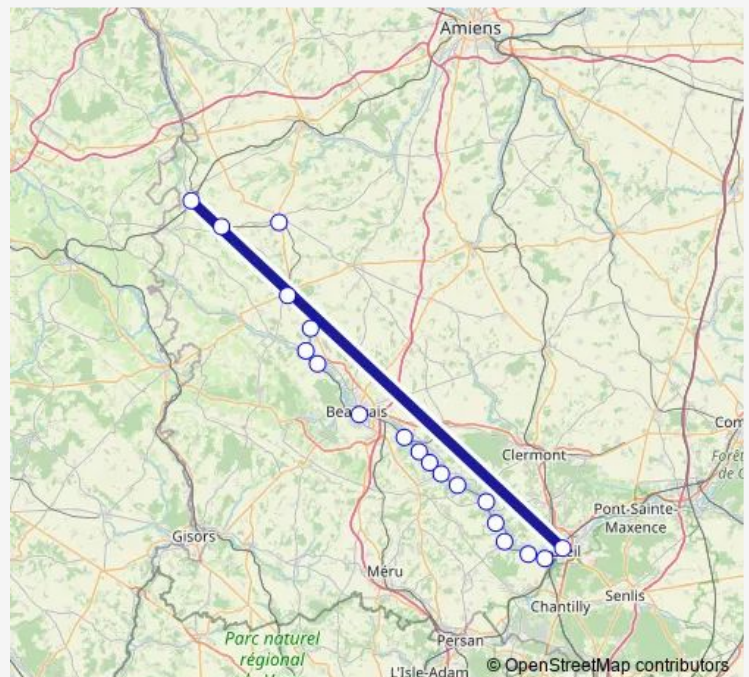 Amiens
Beauvais
Clermont
Pont-Sainte-
Maxence
Gisors
Méru
Senlis
Chantilly
Parc naturel
régional
Persan
L'Isle-Adam
© OpenStreetMap contributors